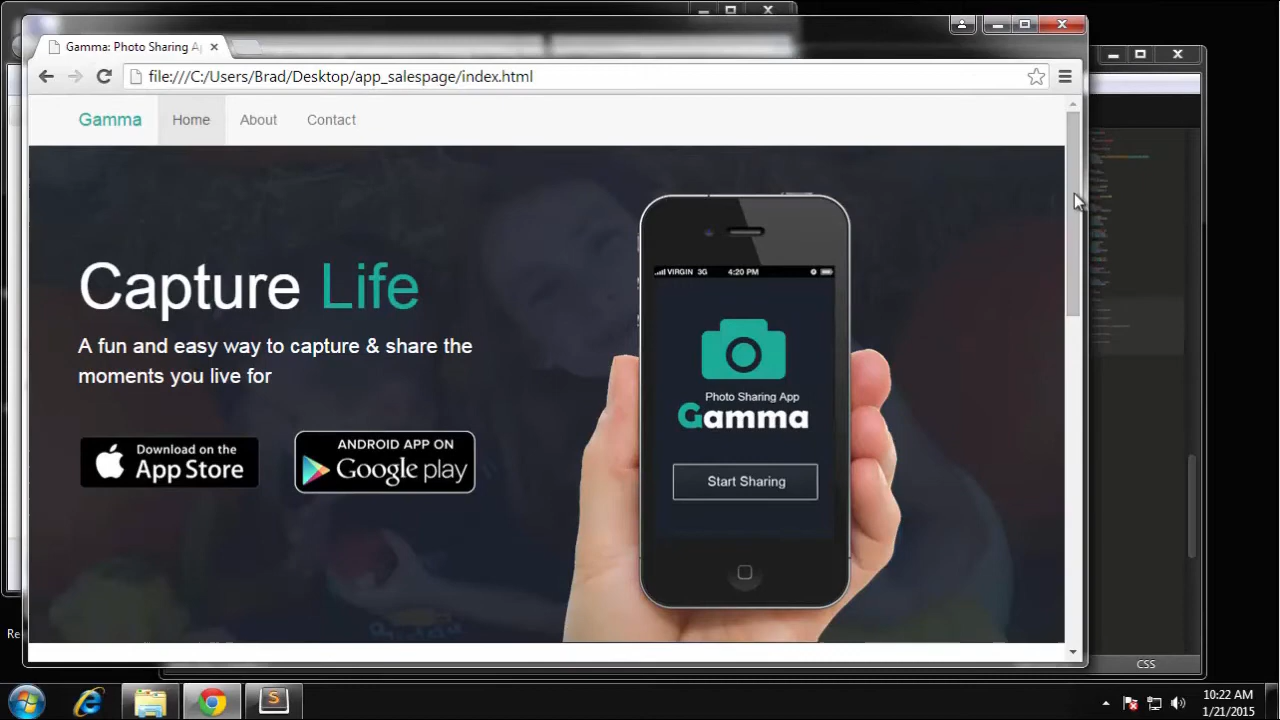 Gamma: Photo Sharing A
file:///C:/Users/Brad/Desktop/app_salespage/index.html
Gamma Home About Contact
VIRGIN 3G 4:20 PM
Capture Life
A fun and easy way to capture & share the
moments you live for
Photo Sharing App
Gamma
Download on the
App Store
ANDROID APP ON
Google play
Start Sharing
Re
CSS
10:22 AM
1/21/2015